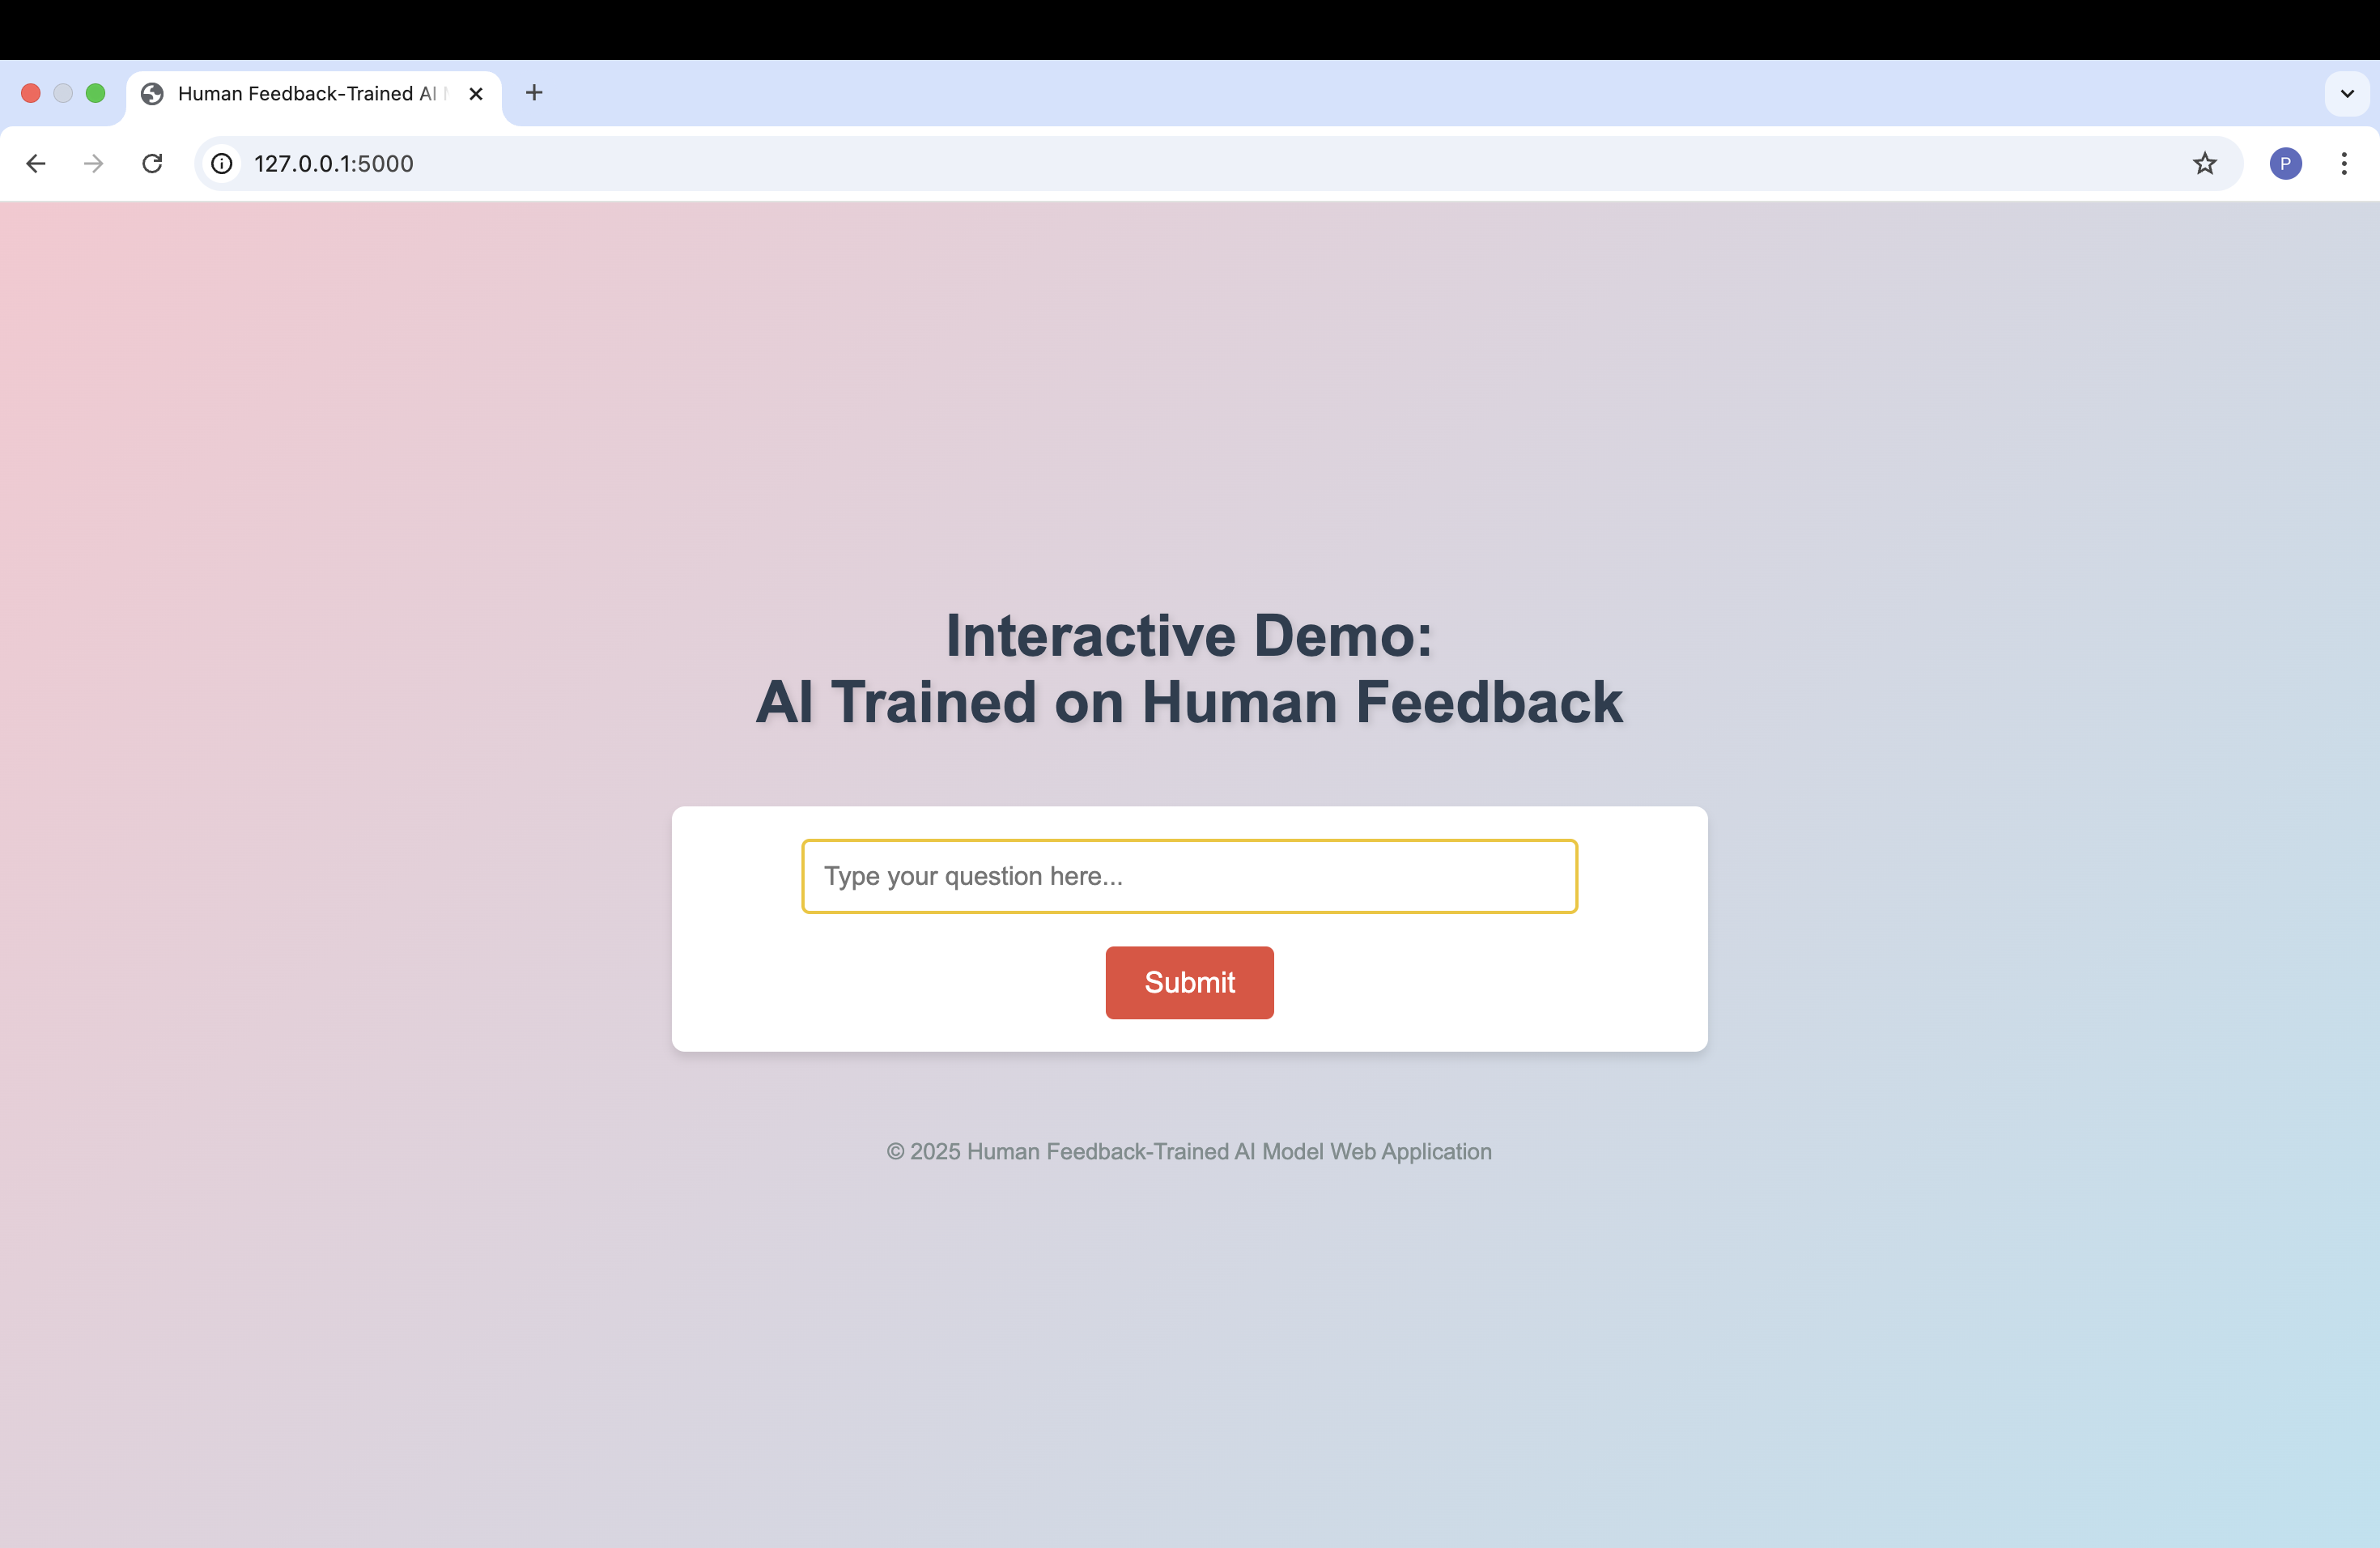 Human Feedback-Trained AI
127.0.0.1:5000
P
Interactive Demo:
AI Trained on Human Feedback
Type your question here...
Submit
© 2025 Human Feedback-Trained AI Model Web Application